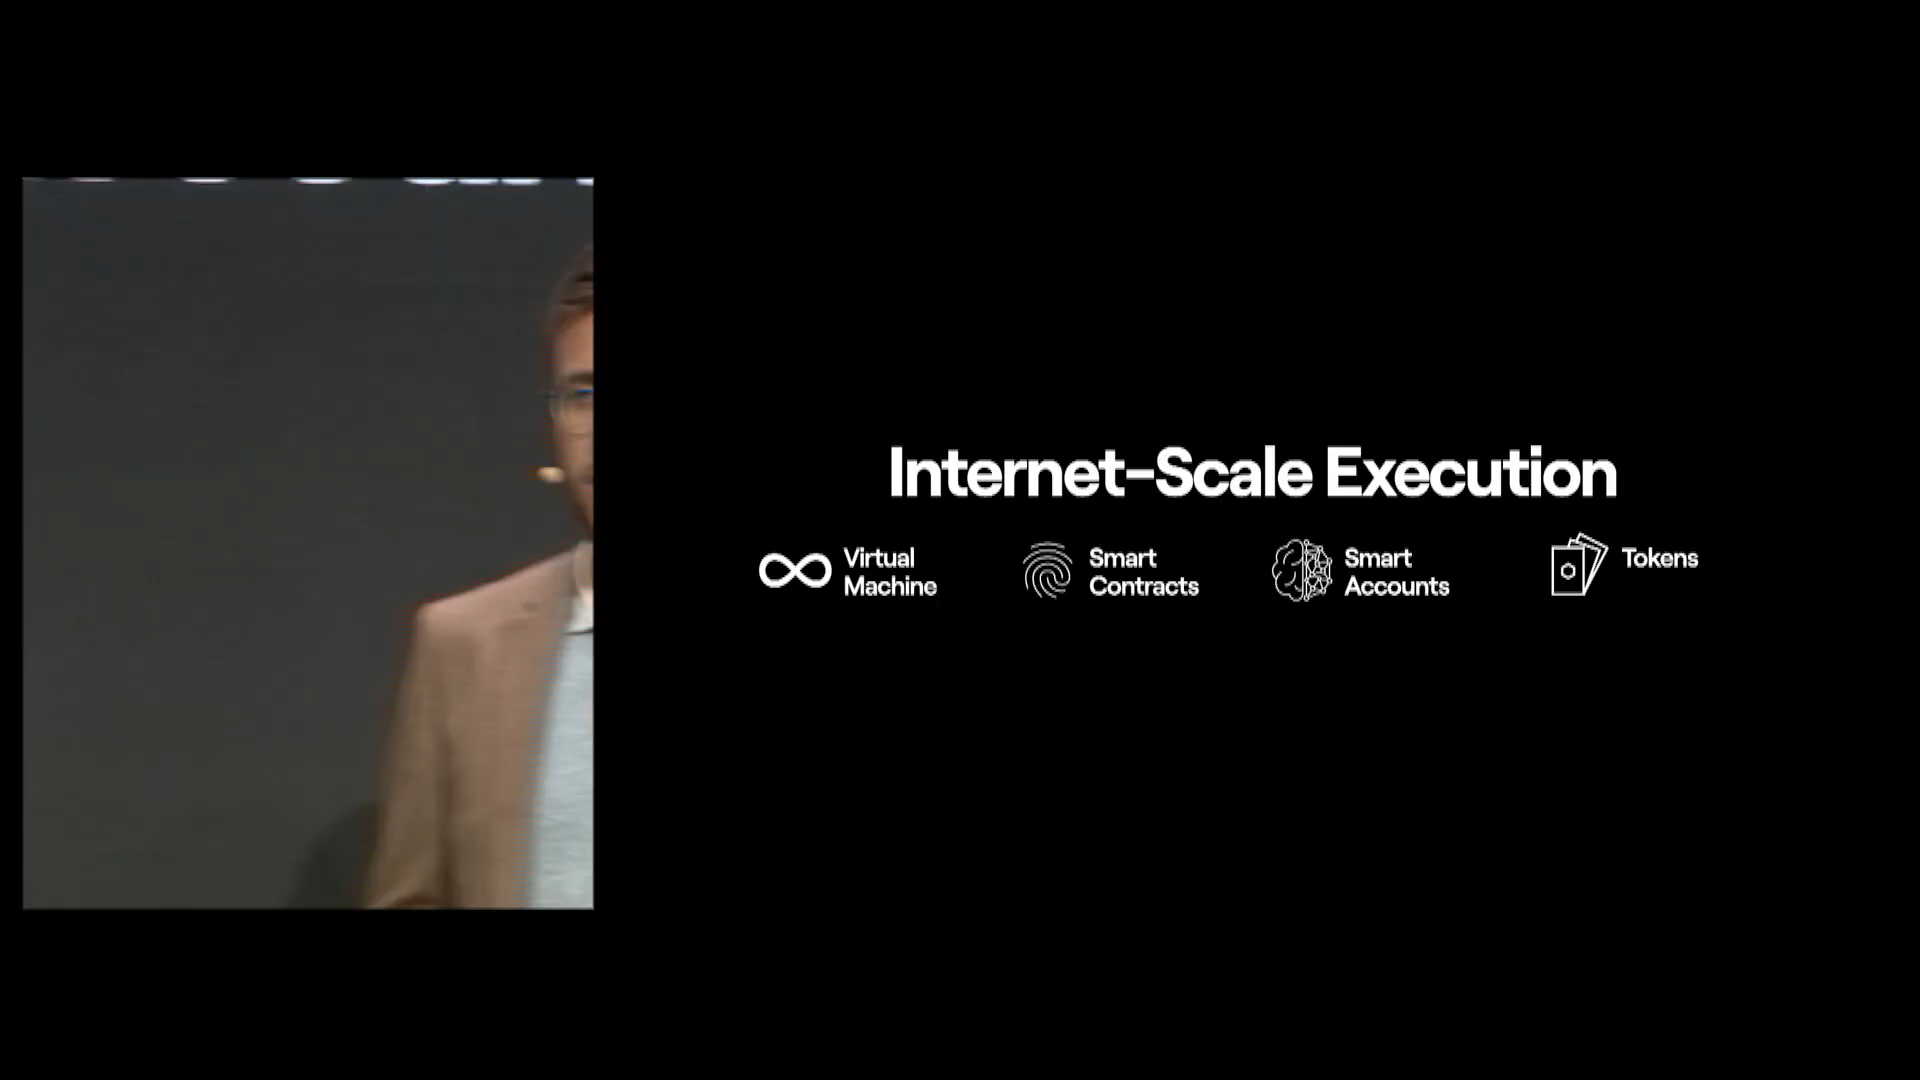 Internet-Scale Execution
Virtual
Machine
Smart
Contracts
Smart
Accounts
Tokens